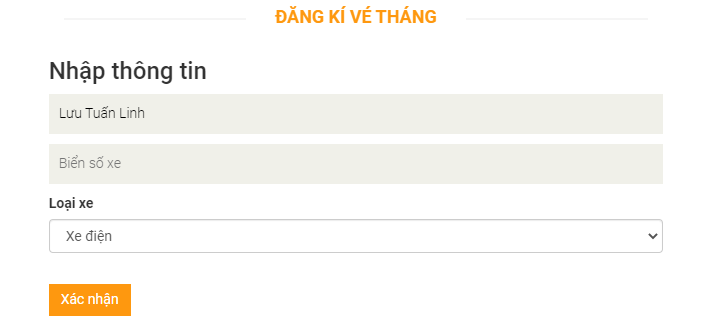 ĐĂNG KÍ VÉ THÁNG
Nhập thông tin
Lưu Tuấn Linh
Biển số xe
Loại xe
Xe điện
Xác nhận